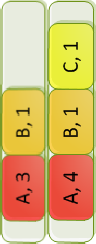 C, 1
B, 1
B, 1
A, 3
A, 4